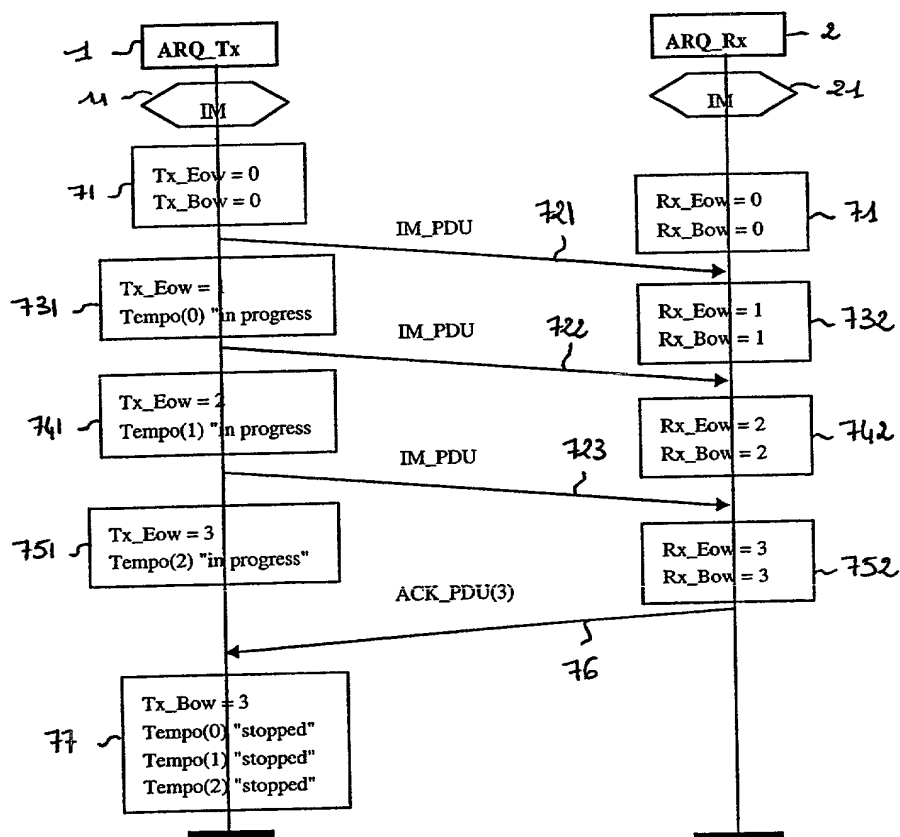 1
ARQ_Tx
ARQ_Rx
2
11
IM
IM
21
71
Tx_Eow = 0
Tx_Bow = 0
Rx_Eow = 0
Rx_Bow = 0
71
IM_PDU
721
731
Tx_Eow = 1
Tempo(0) "in progress
Rx_Eow = 1
Rx_Bow = 1
732
IM_PDU
722
741
Tx_Eow = 2
Tempo(1) "in progress
Rx_Eow = 2
Rx_Bow = 2
742
IM_PDU
723
751
Tx_Eow = 3
Tempo(2) "in progress"
Rx_Eow = 3
Rx_Bow = 3
752
ACK_PDU(3)
76
77
Tx_Bow = 3
Tempo(0) "stopped"
Tempo(1) "stopped"
Tempo(2) "stopped"